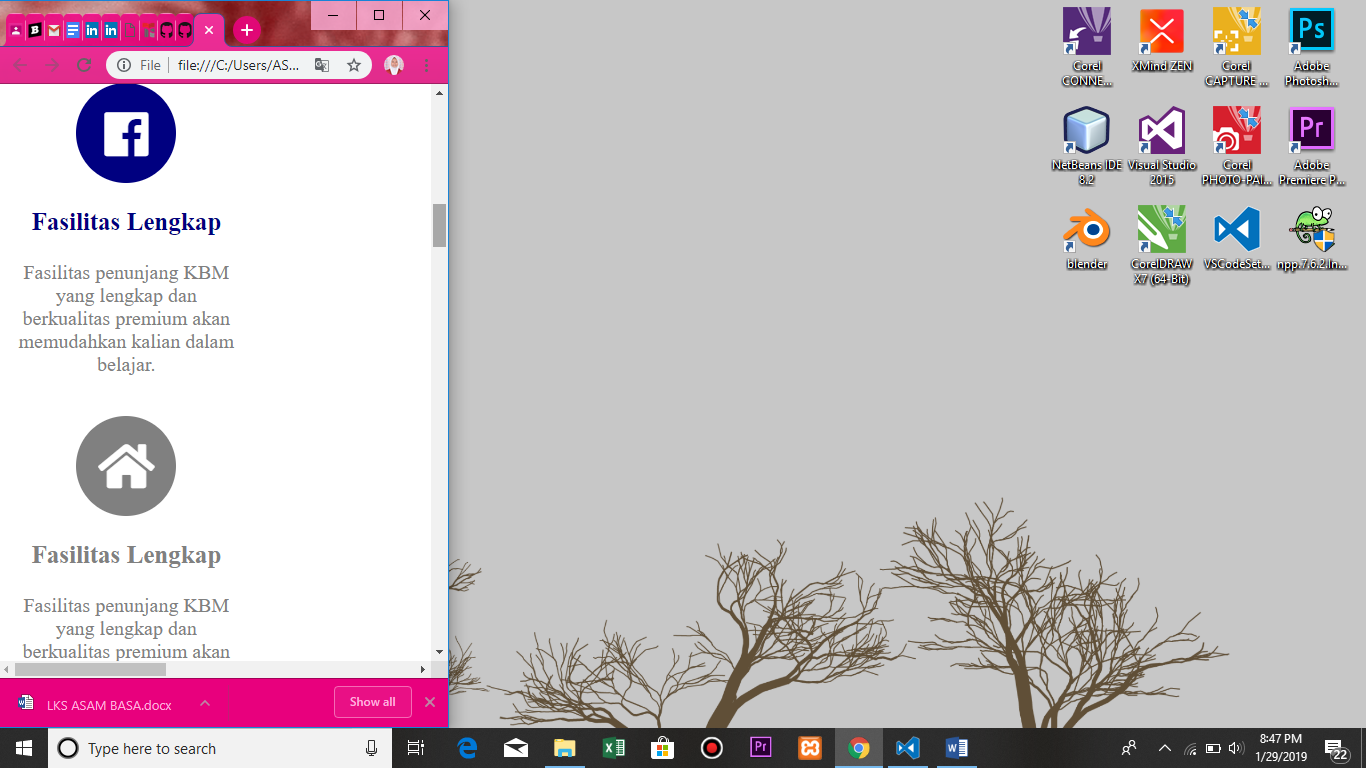 File
file:///C:/Users/AS...
Fasilitas Lengkap
Fasilitas penunjang KBM
yang lengkap dan
berkualitas premium akan
memudahkan kalian dalam
belajar.
Fasilitas Lengkap
Fasilitas penunjang KBM
yang lengkap dan
berkualitas premium akan
LKS ASAM BASA.docx
Show all
Corel
CONNE...
XMind ZEN
Corel
CAPTURE ...
Ps
Adobe
Photosh...
NetBeans IDE
8.2
Visual Studio
2015
Corel
PHOTO-PAI...
Pr
Adobe
Premiere P...
blender
CorelDRAW
X7 (64-Bit)
VSCodeSet...
npp.7.6.2.In...
Type here to search
Pr
8:47 PM
1/29/2019
22